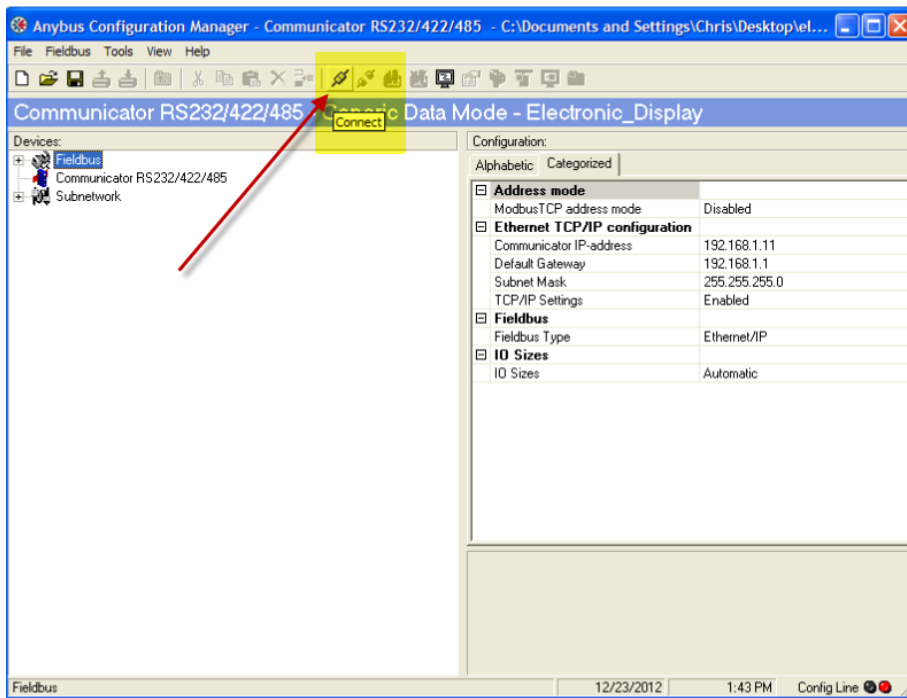 Anybus Configuration Manager - Communicator RS232/422/485 - C:\Documents and Settings\Chris\Desktop\el...
File Fieldbus Tools View Help
Connect
Communicator RS232/422/485 - Generic Data Mode - Electronic_Display
Devices:
Fieldbus
Communicator RS232/422/485
Subnetwork
Configuration:
Alphabetic Categorized
Address mode
ModbusTCP address mode Disabled
Ethernet TCP/IP configuration
Communicator IP-address 192.168.1.11
Default Gateway 192.168.1.1
Subnet Mask 255.255.255.0
TCP/IP Settings Enabled
Fieldbus
Fieldbus Type Ethernet/IP
IO Sizes
IO Sizes Automatic
Fieldbus 12/23/2012 1:43 PM Config Line